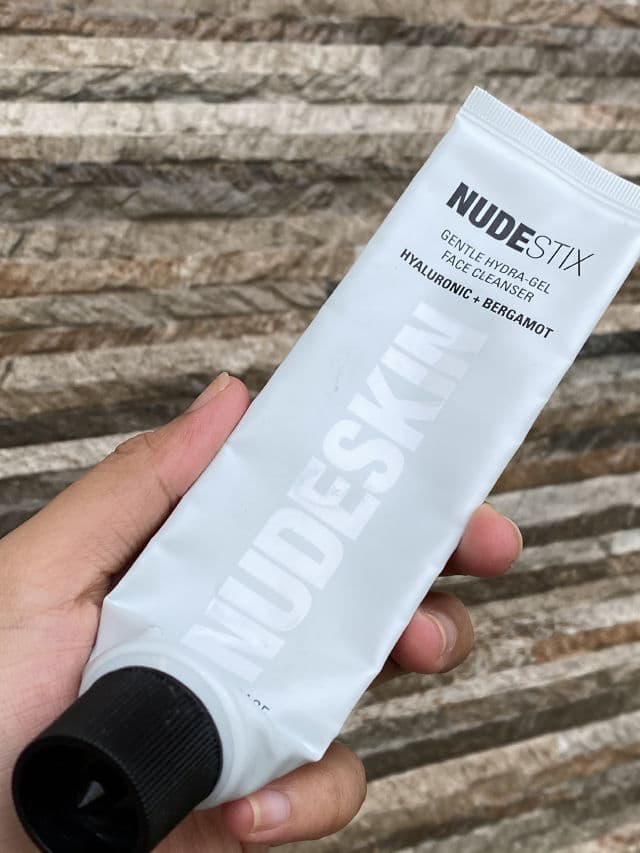 NUDESTIX
GENTLE HYDRA-GEL
FACE CLEANSER
HYALURONIC + BERGAMOT
NUDESKIN